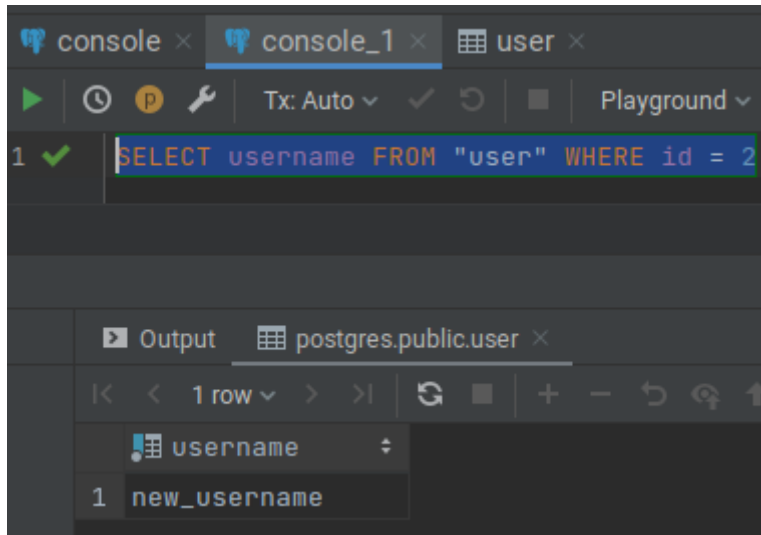 console console_1 user
p Tx: Auto Playground
1 SELECT username FROM "user" WHERE id = 2
Output postgres.public.user
1 row
username
1 new_username